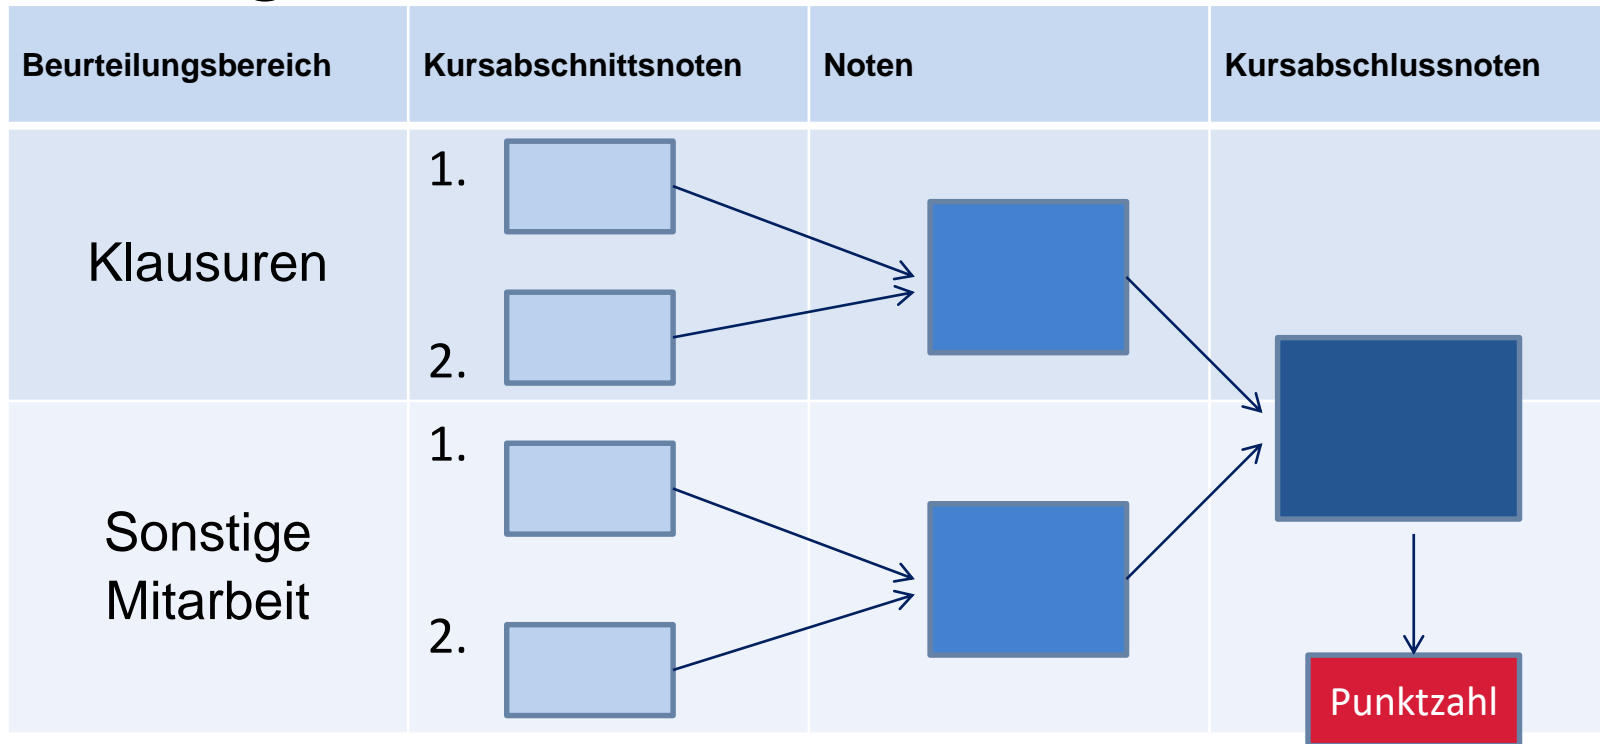 Beurteilungsbereich Kursabschnittsnoten Noten Kursabschlussnoten
Klausuren
1.
2.
Sonstige
Mitarbeit
1.
2.
Punktzahl